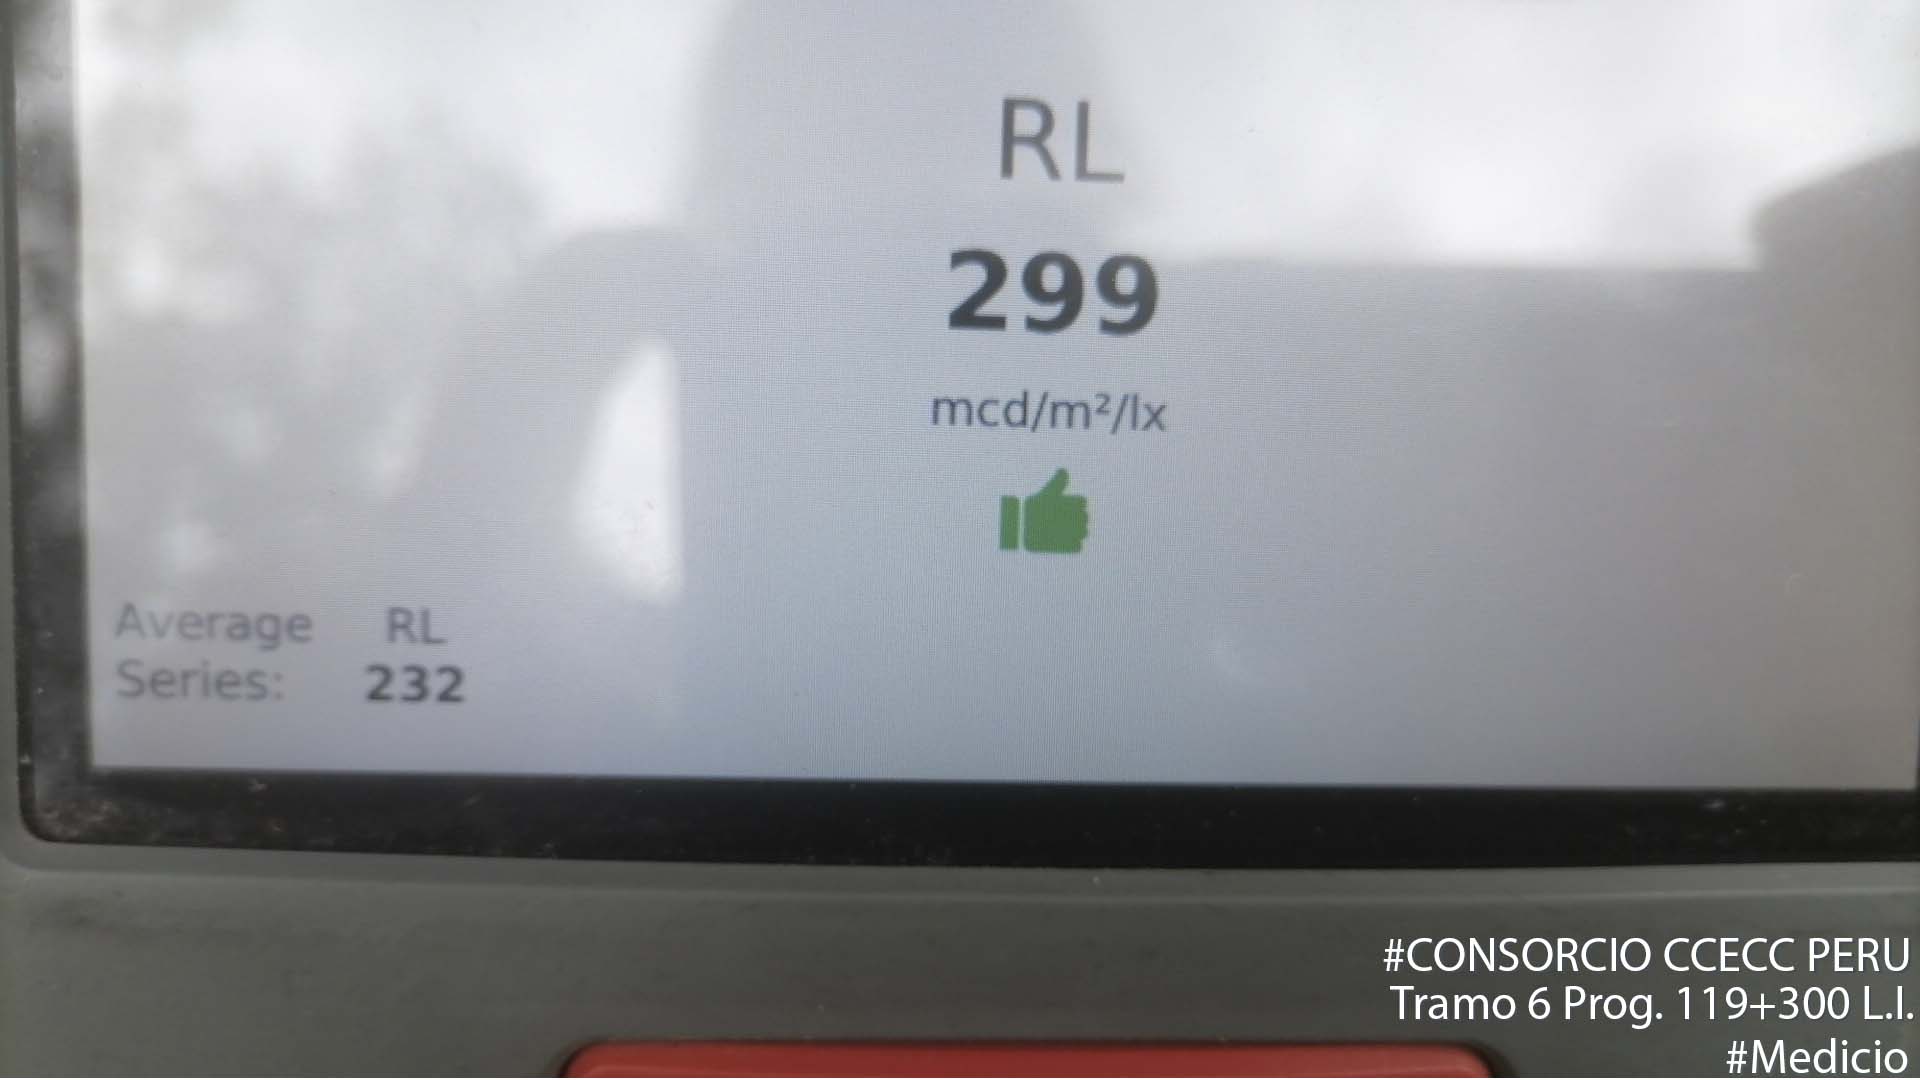 RL
299
mcd/m²/lx
Average RL
Series: 232
#CONSORCIO CCECC PERU
Tramo 6 Prog. 119+300 L.I.
#Medicio